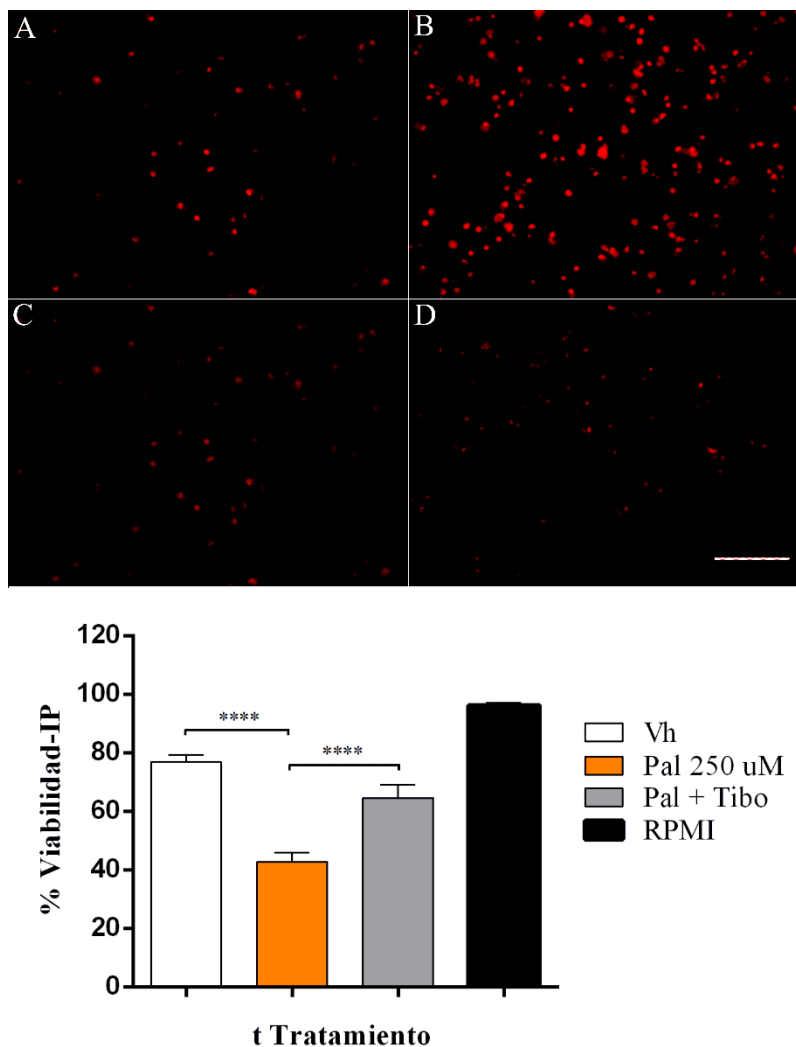 A
B
C
D
120
100
80
60
40
20
0
% Viabilidad-IP
****
****
t Tratamiento
Vh
Pal 250 uM
Pal + Tibo
RPMI